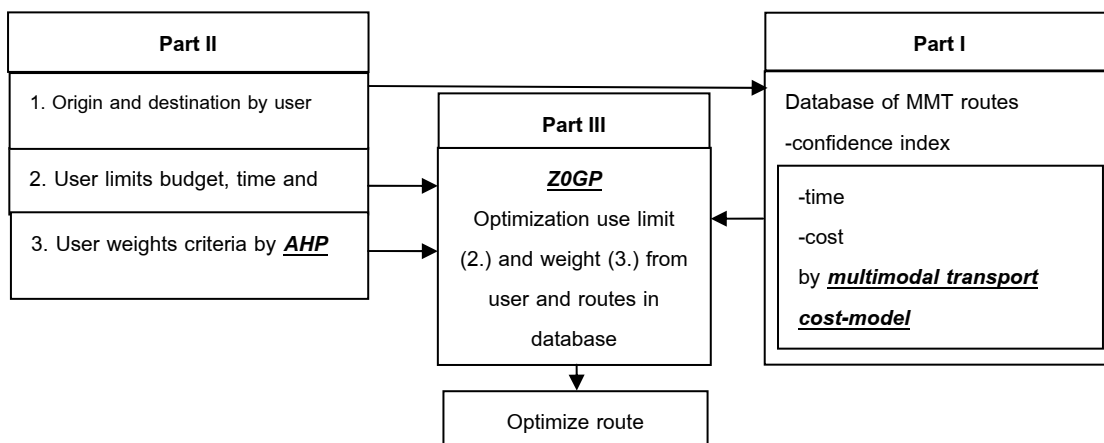 Part II
1. Origin and destination by user
2. User limits budget, time and
3. User weights criteria by AHP
Part III
Z0GP
Optimization use limit
(2.) and weight (3.) from
user and routes in
database
Optimize route
Part I
Database of MMT routes
-confidence index
-time
-cost
by multimodal transport
cost-model